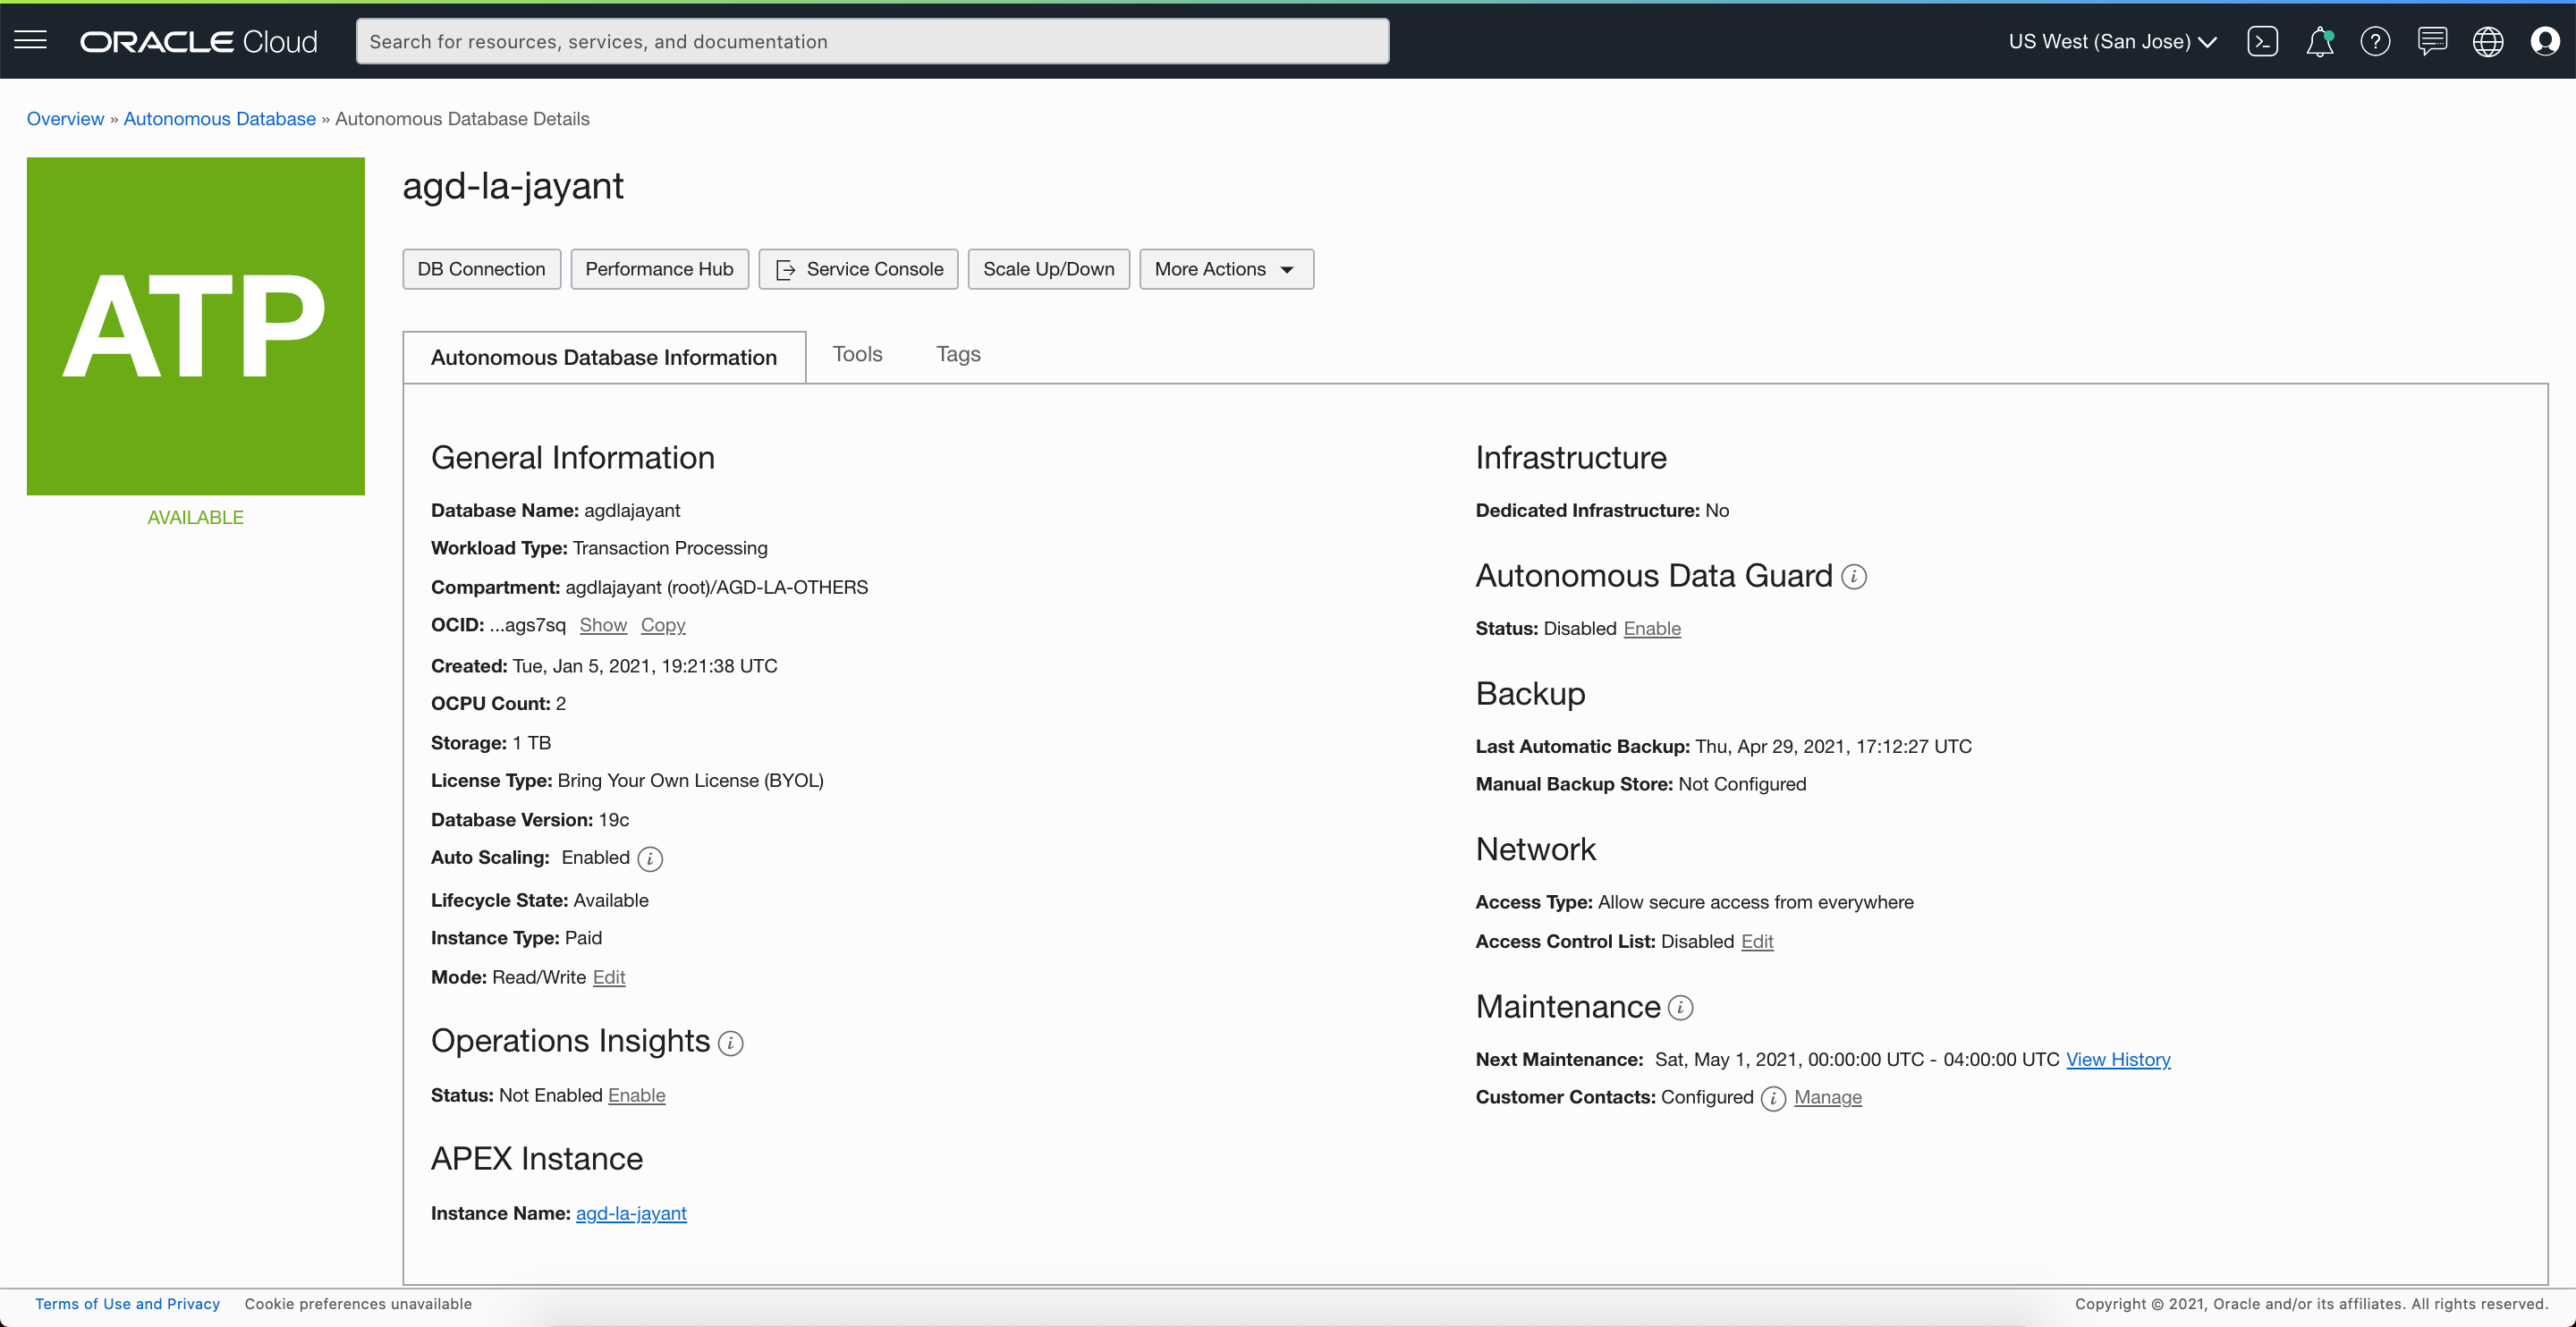 ORACLE Cloud
Search for resources, services, and documentation
US West (San Jose)
Overview » Autonomous Database » Autonomous Database Details
ATP
AVAILABLE
agd-la-jayant
DB Connection
Performance Hub
Service Console
Scale Up/Down
More Actions
Autonomous Database Information
Tools
Tags
General Information
Database Name: agdlajayant
Workload Type: Transaction Processing
Compartment: agdlajayant (root)/AGD-LA-OTHERS
OCID: ...ags7sq Show Copy
Created: Tue, Jan 5, 2021, 19:21:38 UTC
OCPU Count: 2
Storage: 1 TB
License Type: Bring Your Own License (BYOL)
Database Version: 19c
Auto Scaling: Enabled
Lifecycle State: Available
Instance Type: Paid
Mode: Read/Write Edit
Operations Insights
Status: Not Enabled Enable
APEX Instance
Instance Name: agd-la-jayant
Infrastructure
Dedicated Infrastructure: No
Autonomous Data Guard
Status: Disabled Enable
Backup
Last Automatic Backup: Thu, Apr 29, 2021, 17:12:27 UTC
Manual Backup Store: Not Configured
Network
Access Type: Allow secure access from everywhere
Access Control List: Disabled Edit
Maintenance
Next Maintenance: Sat, May 1, 2021, 00:00:00 UTC - 04:00:00 UTC View History
Customer Contacts: Configured Manage
Terms of Use and Privacy
Cookie preferences unavailable
Copyright © 2021, Oracle and/or its affiliates. All rights reserved.